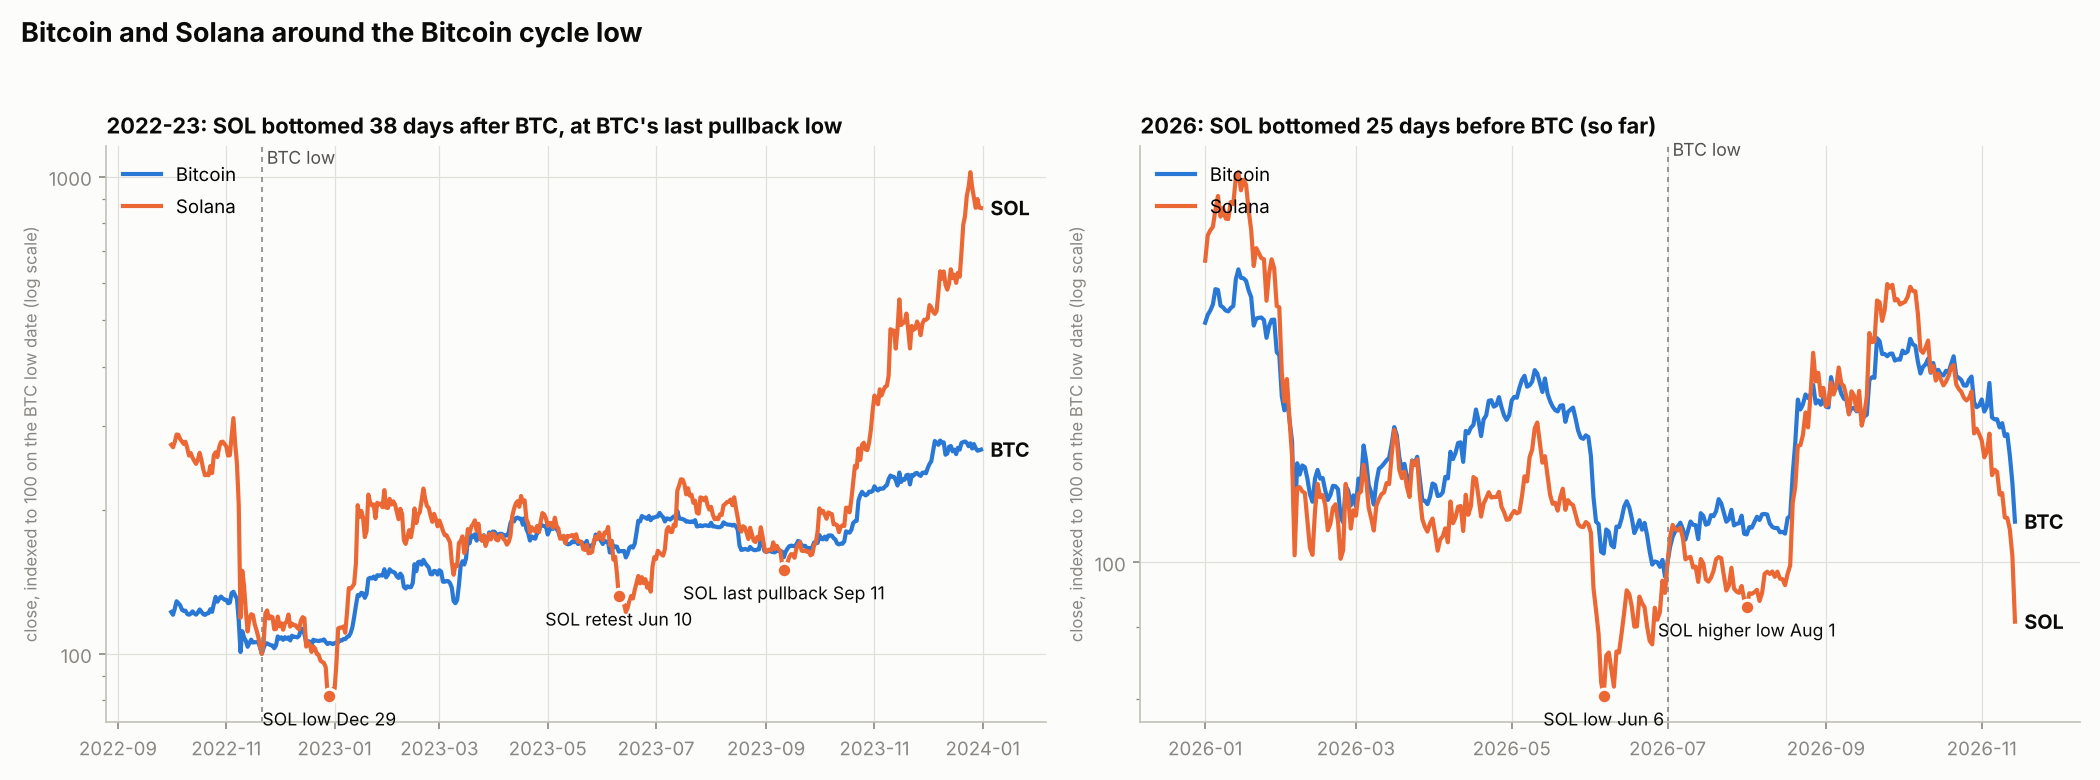 Bitcoin and Solana around the Bitcoin cycle low
2022-23: SOL bottomed 38 days after BTC, at BTC's last pullback low
BTC low
Bitcoin
Solana
close, indexed to 100 on the BTC low date (log scale)
1000
100
SOL
BTC
SOL last pullback Sep 11
SOL retest Jun 10
SOL low Dec 29
2022-09
2022-11
2023-01
2023-03
2023-05
2023-07
2023-09
2023-11
2024-01
2026: SOL bottomed 25 days before BTC (so far)
BTC low
Bitcoin
Solana
close, indexed to 100 on the BTC low date (log scale)
100
BTC
SOL
SOL higher low Aug 1
SOL low Jun 6
2026-01
2026-03
2026-05
2026-07
2026-09
2026-11